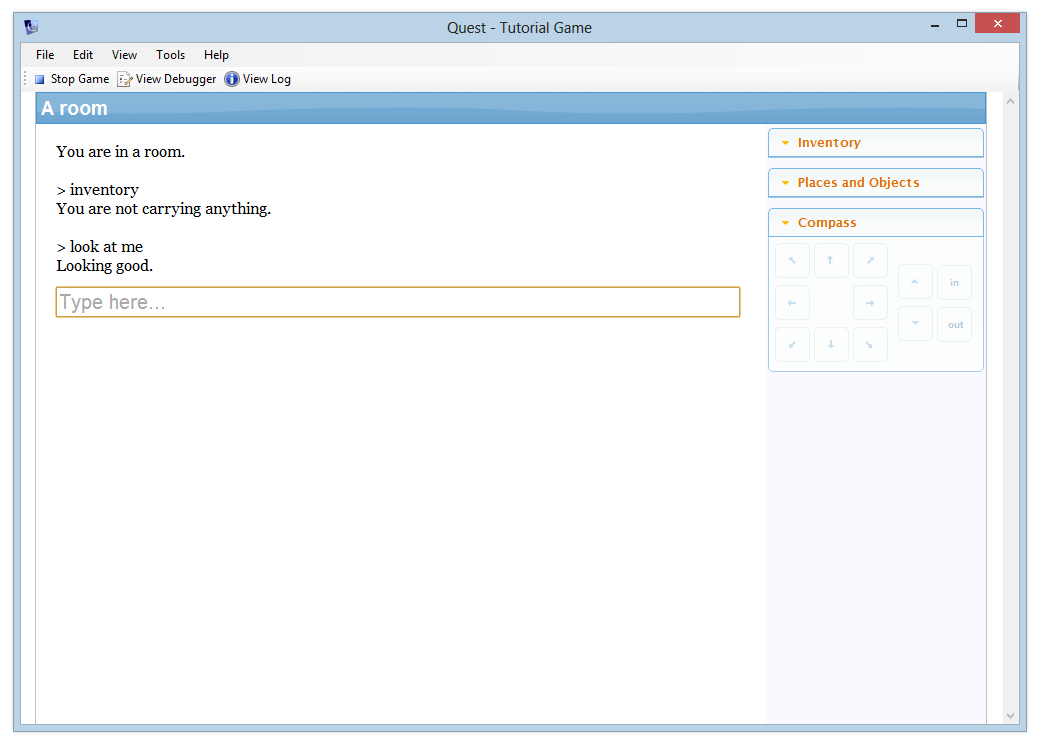 Quest - Tutorial Game
File Edit View Tools Help
Stop Game View Debugger View Log
A room
You are in a room.
> inventory
You are not carrying anything.
> look at me
Looking good.
Type here...
Inventory
Places and Objects
Compass
in
out